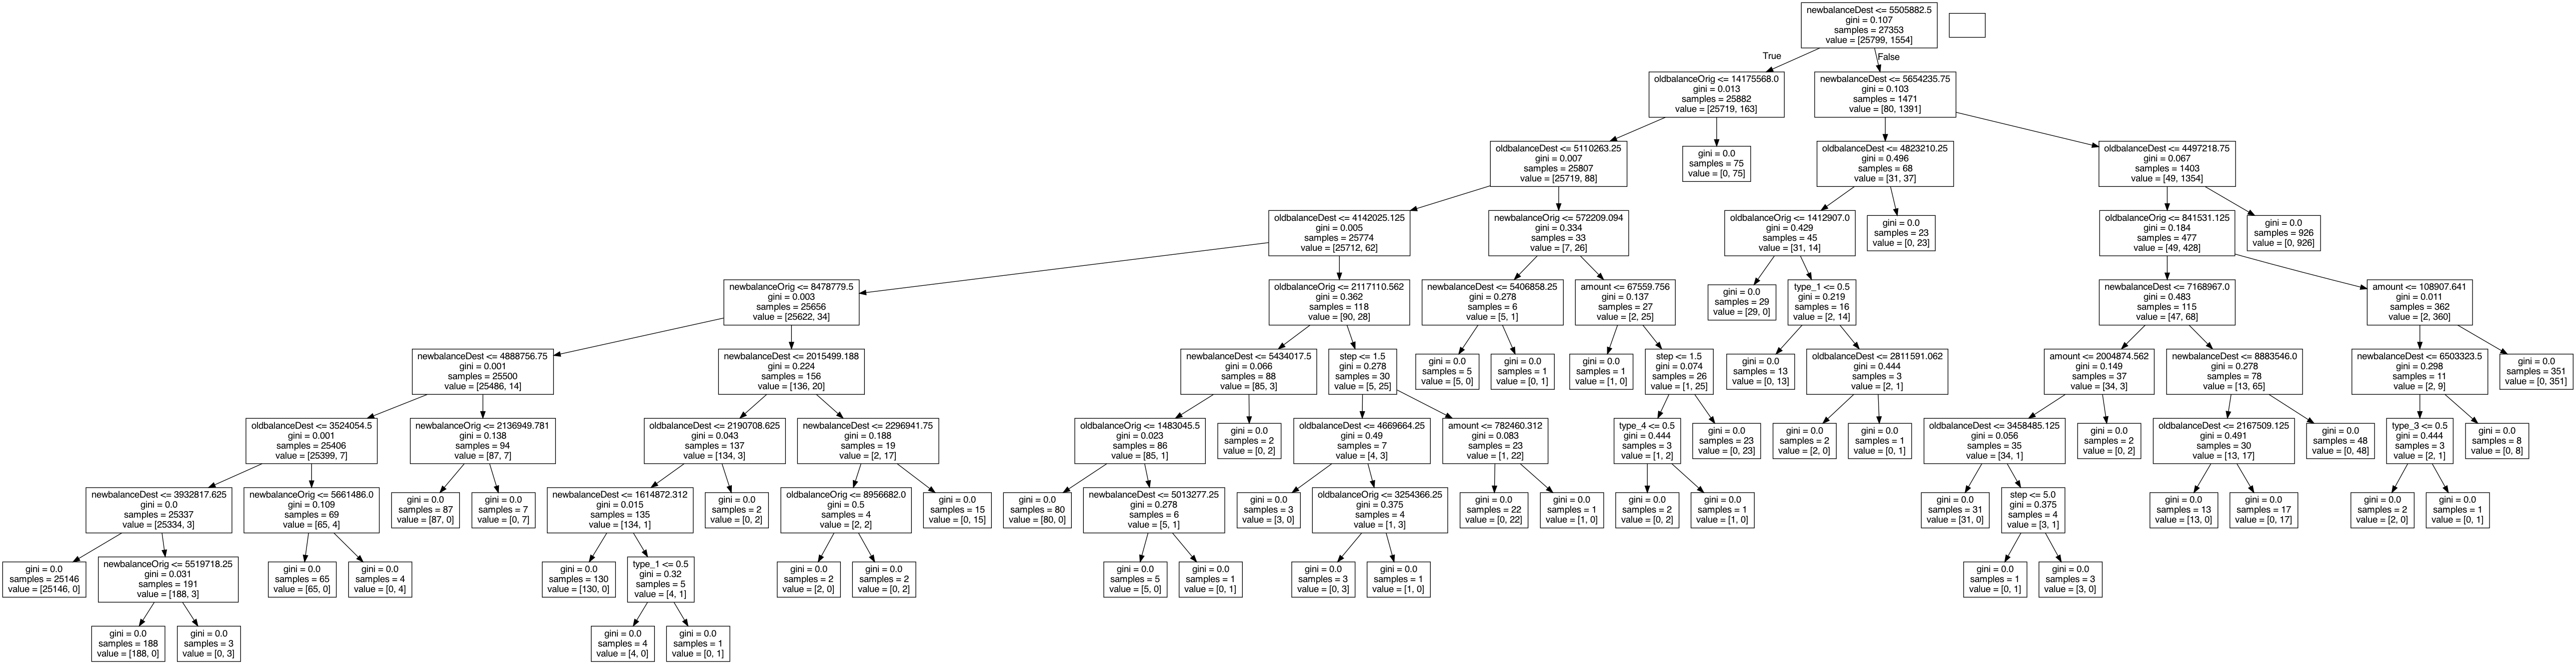 newbalanceDest <= 5505882.5
gini = 0.107
samples = 27353
value = [25799, 1554]
True
False
oldbalanceOrig <= 14175568.0
gini = 0.013
samples = 25882
value = [25719, 163]
newbalanceDest <= 5654235.75
gini = 0.103
samples = 1471
value = [80, 1391]
oldbalanceDest <= 5110263.25
gini = 0.007
samples = 25807
value = [25719, 88]
gini = 0.0
samples = 75
value = [0, 75]
oldbalanceDest <= 4823210.25
gini = 0.496
samples = 68
value = [31, 37]
oldbalanceDest <= 4497218.75
gini = 0.067
samples = 1403
value = [49, 1354]
oldbalanceDest <= 4142025.125
gini = 0.005
samples = 25774
value = [25712, 62]
newbalanceOrig <= 572209.094
gini = 0.334
samples = 33
value = [7, 26]
oldbalanceOrig <= 1412907.0
gini = 0.429
samples = 45
value = [31, 14]
gini = 0.0
samples = 23
value = [0, 23]
oldbalanceOrig <= 841531.125
gini = 0.184
samples = 477
value = [49, 428]
gini = 0.0
samples = 926
value = [0, 926]
newbalanceOrig <= 8478779.5
gini = 0.003
samples = 25656
value = [25622, 34]
oldbalanceOrig <= 2117110.562
gini = 0.362
samples = 118
value = [90, 28]
newbalanceDest <= 5406858.25
gini = 0.278
samples = 6
value = [5, 1]
amount <= 67559.756
gini = 0.137
samples = 27
value = [2, 25]
gini = 0.0
samples = 29
value = [29, 0]
type_1 <= 0.5
gini = 0.219
samples = 16
value = [2, 14]
newbalanceDest <= 7168967.0
gini = 0.483
samples = 115
value = [47, 68]
amount <= 108907.641
gini = 0.011
samples = 362
value = [2, 360]
newbalanceDest <= 4888756.75
gini = 0.001
samples = 25500
value = [25486, 14]
newbalanceDest <= 2015499.188
gini = 0.224
samples = 156
value = [136, 20]
newbalanceDest <= 5434017.5
gini = 0.066
samples = 88
value = [85, 3]
step <= 1.5
gini = 0.278
samples = 30
value = [5, 25]
gini = 0.0
samples = 5
value = [5, 0]
gini = 0.0
samples = 1
value = [0, 1]
gini = 0.0
samples = 1
value = [1, 0]
step <= 1.5
gini = 0.074
samples = 26
value = [1, 25]
gini = 0.0
samples = 13
value = [0, 13]
oldbalanceDest <= 2811591.062
gini = 0.444
samples = 3
value = [2, 1]
amount <= 2004874.562
gini = 0.149
samples = 37
value = [34, 3]
newbalanceDest <= 8883546.0
gini = 0.278
samples = 78
value = [13, 65]
newbalanceDest <= 6503323.5
gini = 0.298
samples = 11
value = [2, 9]
gini = 0.0
samples = 351
value = [0, 351]
oldbalanceDest <= 3524054.5
gini = 0.001
samples = 25406
value = [25399, 7]
newbalanceOrig <= 2136949.781
gini = 0.138
samples = 94
value = [87, 7]
oldbalanceDest <= 2190708.625
gini = 0.043
samples = 137
value = [134, 3]
newbalanceDest <= 2296941.75
gini = 0.188
samples = 19
value = [2, 17]
oldbalanceOrig <= 1483045.5
gini = 0.023
samples = 86
value = [85, 1]
gini = 0.0
samples = 2
value = [0, 2]
oldbalanceDest <= 4669664.25
gini = 0.49
samples = 7
value = [4, 3]
amount <= 782460.312
gini = 0.083
samples = 23
value = [1, 22]
type_4 <= 0.5
gini = 0.444
samples = 3
value = [1, 2]
gini = 0.0
samples = 23
value = [0, 23]
gini = 0.0
samples = 2
value = [2, 0]
gini = 0.0
samples = 1
value = [0, 1]
oldbalanceDest <= 3458485.125
gini = 0.056
samples = 35
value = [34, 1]
gini = 0.0
samples = 2
value = [0, 2]
oldbalanceDest <= 2167509.125
gini = 0.491
samples = 30
value = [13, 17]
gini = 0.0
samples = 48
value = [0, 48]
type_3 <= 0.5
gini = 0.444
samples = 3
value = [2, 1]
gini = 0.0
samples = 8
value = [0, 8]
newbalanceDest <= 3932817.625
gini = 0.0
samples = 25337
value = [25334, 3]
newbalanceOrig <= 5661486.0
gini = 0.109
samples = 69
value = [65, 4]
gini = 0.0
samples = 87
value = [87, 0]
gini = 0.0
samples = 7
value = [0, 7]
newbalanceDest <= 1614872.312
gini = 0.015
samples = 135
value = [134, 1]
gini = 0.0
samples = 2
value = [0, 2]
oldbalanceOrig <= 8956682.0
gini = 0.5
samples = 4
value = [2, 2]
gini = 0.0
samples = 15
value = [0, 15]
gini = 0.0
samples = 80
value = [80, 0]
newbalanceDest <= 5013277.25
gini = 0.278
samples = 6
value = [5, 1]
gini = 0.0
samples = 3
value = [3, 0]
oldbalanceOrig <= 3254366.25
gini = 0.375
samples = 4
value = [1, 3]
gini = 0.0
samples = 22
value = [0, 22]
gini = 0.0
samples = 1
value = [1, 0]
gini = 0.0
samples = 2
value = [0, 2]
gini = 0.0
samples = 1
value = [1, 0]
gini = 0.0
samples = 31
value = [31, 0]
step <= 5.0
gini = 0.375
samples = 4
value = [3, 1]
gini = 0.0
samples = 13
value = [13, 0]
gini = 0.0
samples = 17
value = [0, 17]
gini = 0.0
samples = 2
value = [2, 0]
gini = 0.0
samples = 1
value = [0, 1]
gini = 0.0
samples = 25146
value = [25146, 0]
newbalanceOrig <= 5519718.25
gini = 0.031
samples = 191
value = [188, 3]
gini = 0.0
samples = 65
value = [65, 0]
gini = 0.0
samples = 4
value = [0, 4]
gini = 0.0
samples = 130
value = [130, 0]
type_1 <= 0.5
gini = 0.32
samples = 5
value = [4, 1]
gini = 0.0
samples = 2
value = [2, 0]
gini = 0.0
samples = 2
value = [0, 2]
gini = 0.0
samples = 5
value = [5, 0]
gini = 0.0
samples = 1
value = [0, 1]
gini = 0.0
samples = 3
value = [0, 3]
gini = 0.0
samples = 1
value = [1, 0]
gini = 0.0
samples = 1
value = [0, 1]
gini = 0.0
samples = 3
value = [3, 0]
gini = 0.0
samples = 188
value = [188, 0]
gini = 0.0
samples = 3
value = [0, 3]
gini = 0.0
samples = 4
value = [4, 0]
gini = 0.0
samples = 1
value = [0, 1]